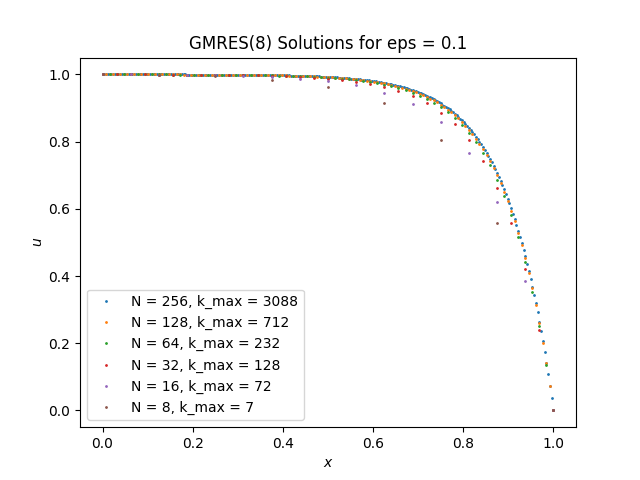 GMRES(8) Solutions for eps = 0.1
1.0
0.8
0.6
0.4
0.2
0.0
u
N = 256, k_max = 3088
N = 128, k_max = 712
N = 64, k_max = 232
N = 32, k_max = 128
N = 16, k_max = 72
N = 8, k_max = 7
0.0 0.2 0.4 0.6 0.8 1.0
x